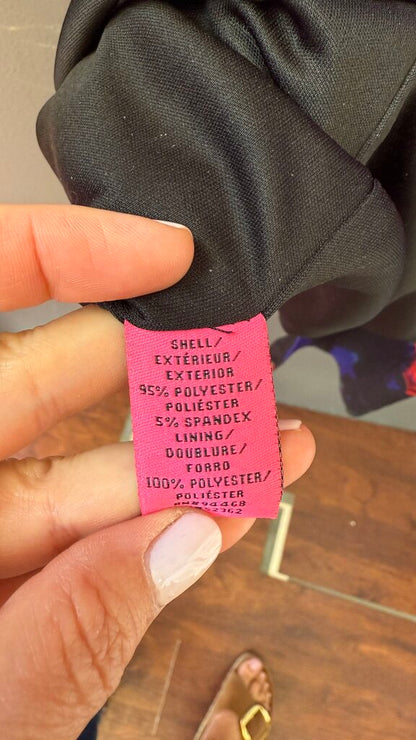 SHELL/
EXTÉRIEUR/
EXTERIOR
95% POLYESTER/
POLIÉSTER
5% SPANDEX
LINING/
DOUBLURE/
FORRO
100% POLYESTER/
POLIÉSTER